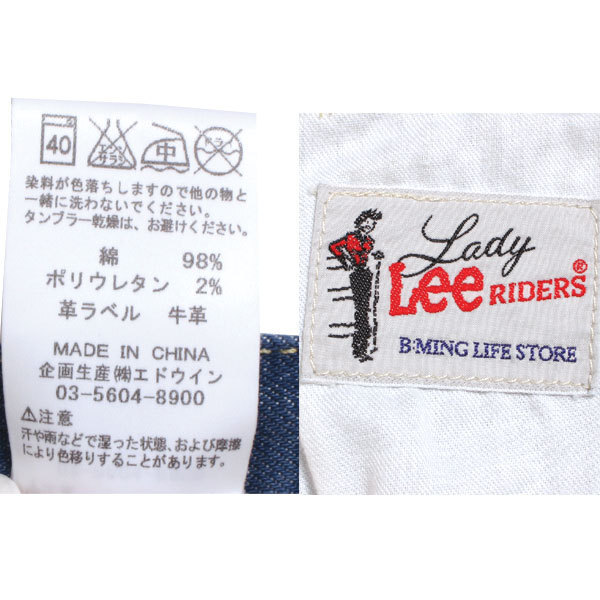 40
エンソ
サラシ
中
ドライ
染料が色落ちしますので他の物と
一緒に洗わないでください。
タンブラー乾燥は、お避けください。
綿 98%
ポリウレタン 2%
革ラベル 牛革
MADE IN CHINA
企画生産㈱エドウイン
03-5604-8900
⚠注意
汗や雨などで湿った状態、および摩擦
により色移りすることがあります。
Lady
Lee RIDERS®
B·MING LIFE STORE